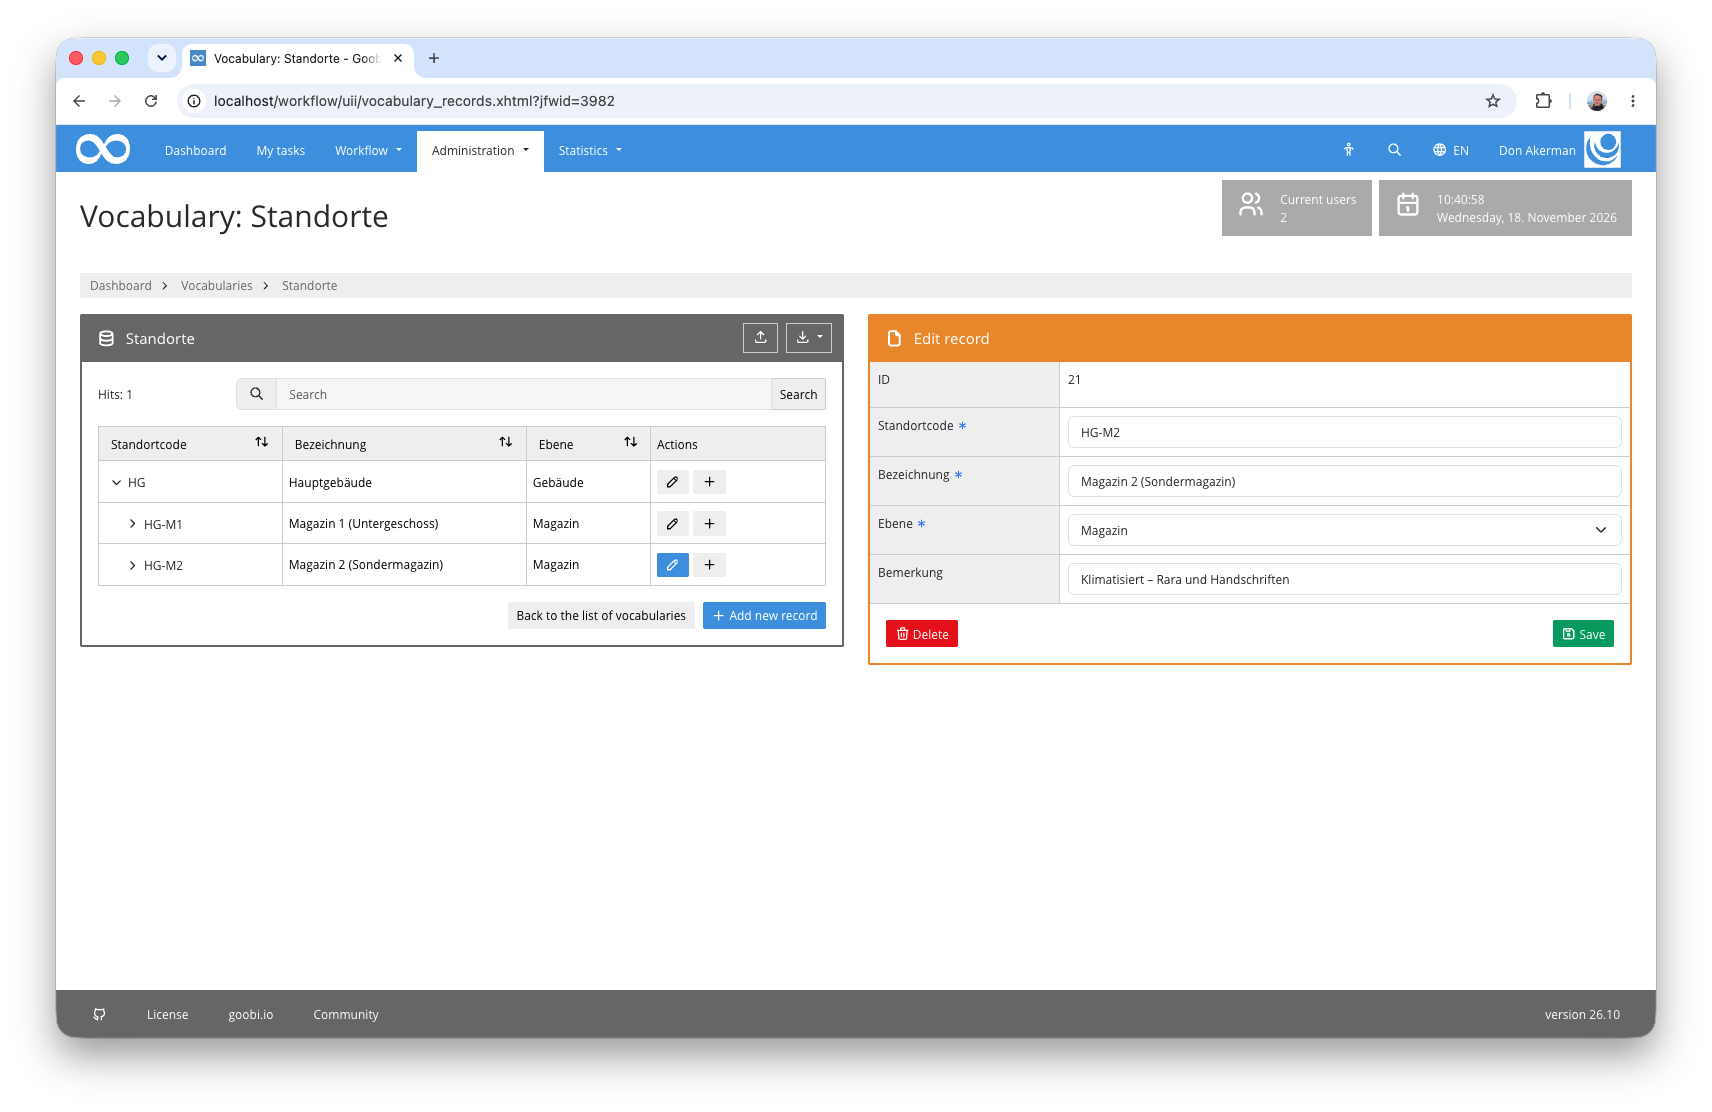 Vocabulary: Standorte - Goob
localhost/workflow/uii/vocabulary_records.xhtml?jfwid=3982
Dashboard My tasks Workflow Administration Statistics EN Don Akerman
Vocabulary: Standorte
Current users
2
10:40:58
Wednesday, 18. November 2026
Dashboard Vocabularies Standorte
Standorte
Hits: 1 Search Search
Standortcode Bezeichnung Ebene Actions
HG Hauptgebäude Gebäude
HG-M1 Magazin 1 (Untergeschoss) Magazin
HG-M2 Magazin 2 (Sondermagazin) Magazin
Back to the list of vocabularies Add new record
Edit record
ID 21
Standortcode * HG-M2
Bezeichnung * Magazin 2 (Sondermagazin)
Ebene * Magazin
Bemerkung Klimatisiert – Rara und Handschriften
Delete Save
License goobi.io Community version 26.10